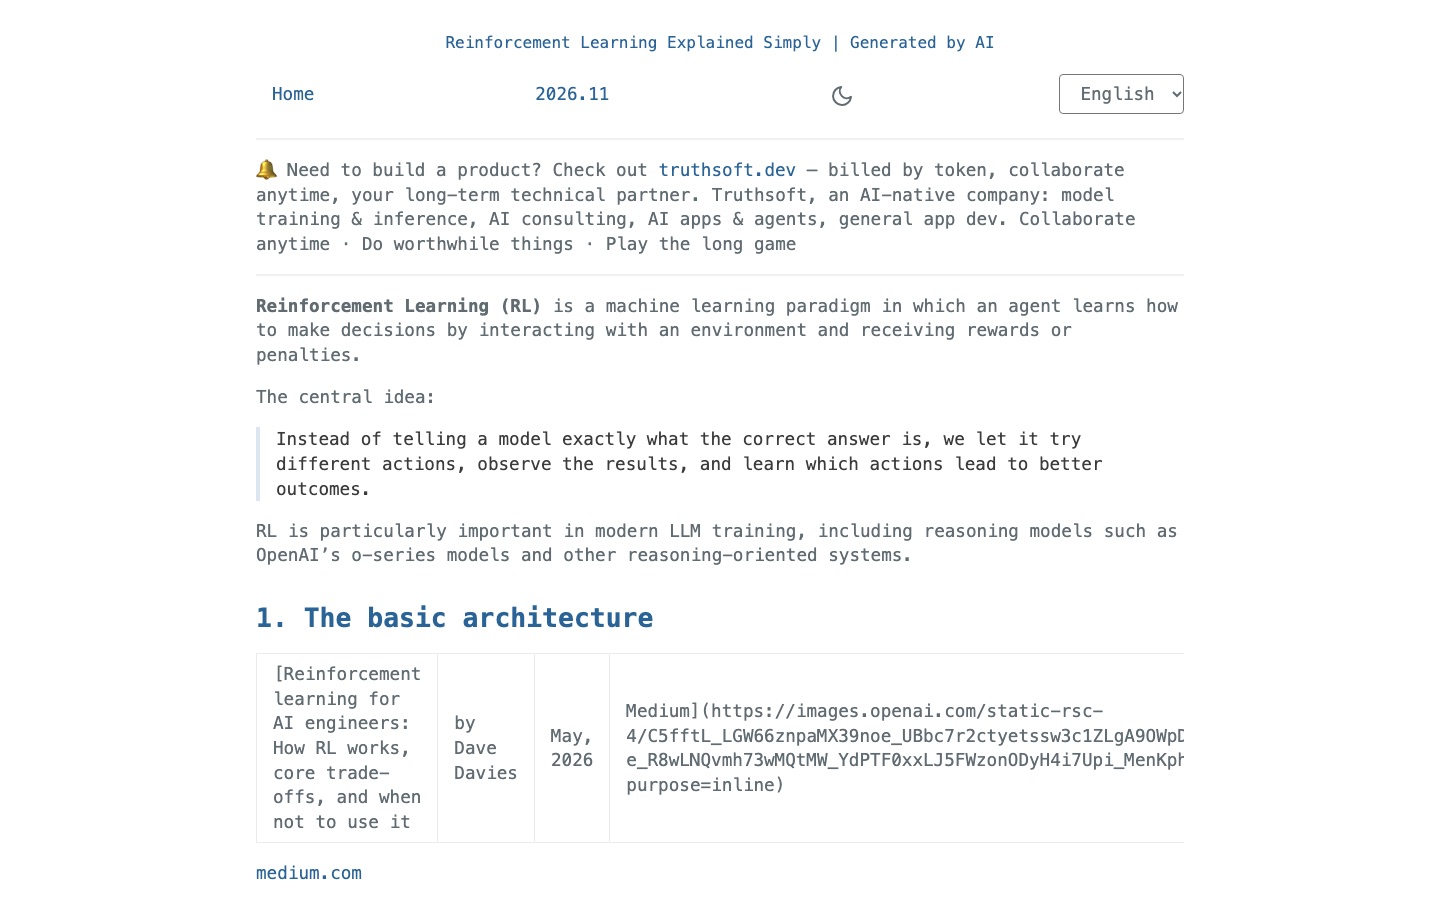 Reinforcement Learning Explained Simply | Generated by AI
Home
2026.11
English
🔔 Need to build a product? Check out truthsoft.dev — billed by token, collaborate
anytime, your long-term technical partner. Truthsoft, an AI-native company: model
training & inference, AI consulting, AI apps & agents, general app dev. Collaborate
anytime · Do worthwhile things · Play the long game
Reinforcement Learning (RL) is a machine learning paradigm in which an agent learns how
to make decisions by interacting with an environment and receiving rewards or
penalties.
The central idea:
Instead of telling a model exactly what the correct answer is, we let it try
different actions, observe the results, and learn which actions lead to better
outcomes.
RL is particularly important in modern LLM training, including reasoning models such as
OpenAI’s o-series models and other reasoning-oriented systems.
1. The basic architecture
[Reinforcement
learning for
AI engineers:
How RL works,
core trade-
offs, and when
not to use it
by
Dave
Davies
May,
2026
Medium](https://images.openai.com/static-rsc-
4/C5fftL_LGW66znpaMX39noe_UBbc7r2ctyetssw3c1ZLgA9OWpD
e_R8wLNQvmh73wMQtMW_YdPTF0xxLJ5FWzonODyH4i7Upi_MenKph
purpose=inline)
medium.com